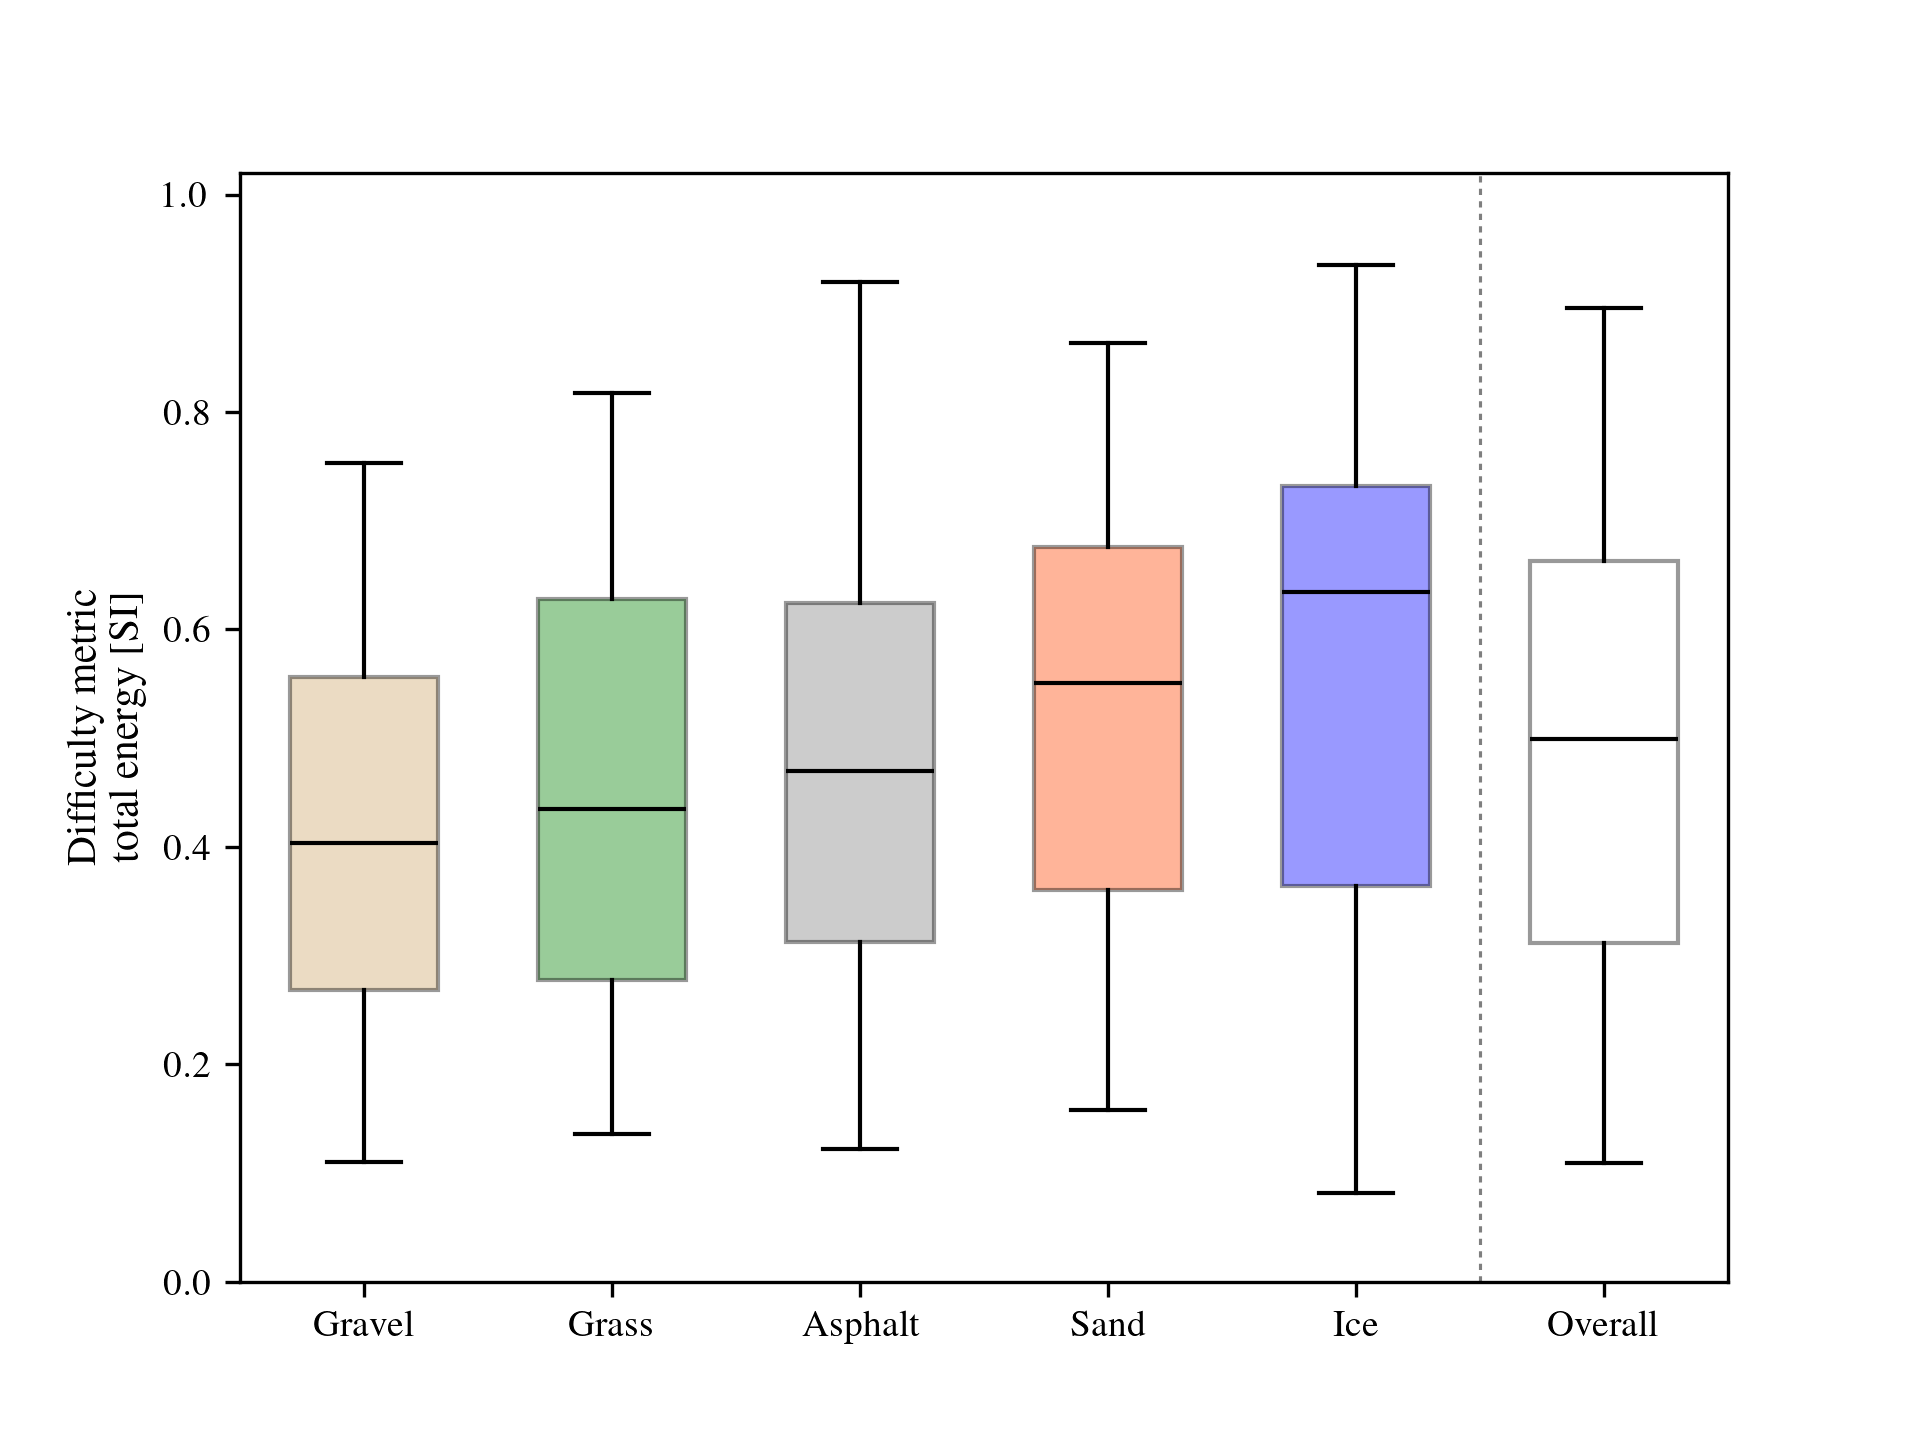 Difficulty metric
total energy [SI]
1.0
0.8
0.6
0.4
0.2
0.0
Gravel Grass Asphalt Sand Ice Overall